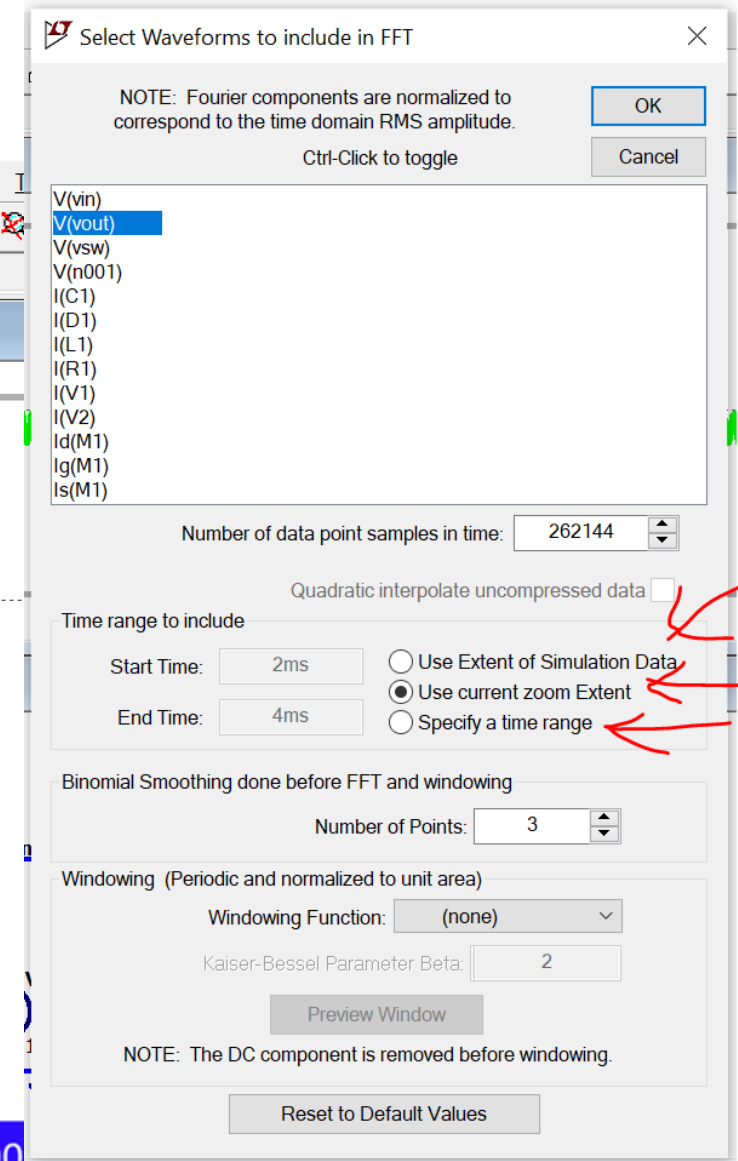 Select Waveforms to include in FFT
NOTE: Fourier components are normalized to
correspond to the time domain RMS amplitude.
OK
Ctrl-Click to toggle
Cancel
V(vin)
V(vout)
V(vsw)
V(n001)
I(C1)
I(D1)
I(L1)
I(R1)
I(V1)
I(V2)
Id(M1)
Ig(M1)
Is(M1)
Number of data point samples in time: 262144
Quadratic interpolate uncompressed data
Time range to include
Start Time: 2ms
Use Extent of Simulation Data
Use current zoom Extent
End Time: 4ms
Specify a time range
Binomial Smoothing done before FFT and windowing
Number of Points: 3
Windowing (Periodic and normalized to unit area)
Windowing Function: (none)
Kaiser-Bessel Parameter Beta: 2
Preview Window
NOTE: The DC component is removed before windowing.
Reset to Default Values